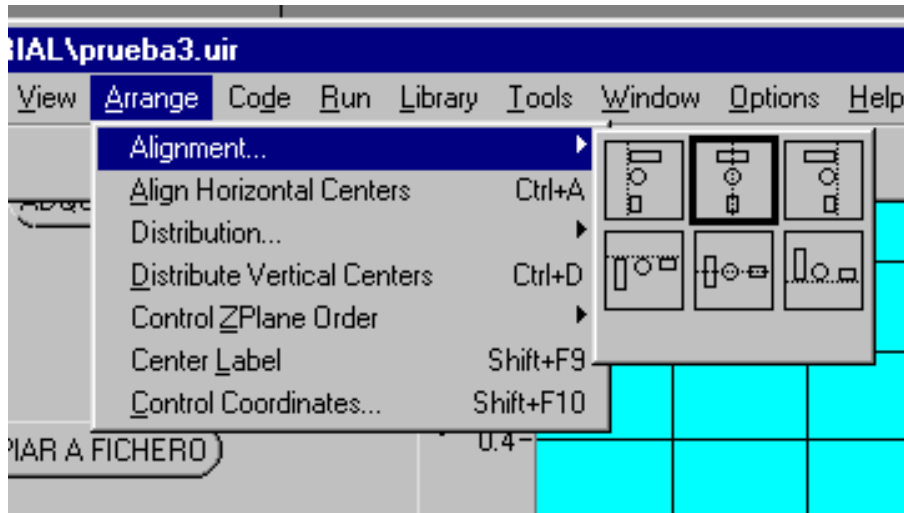 IAL\prueba3.uir
View Arrange Code Run Library Tools Window Options Help
Alignment...
Align Horizontal Centers Ctrl+A
Distribution...
Distribute Vertical Centers Ctrl+D
Control ZPlane Order
Center Label Shift+F9
Control Coordinates... Shift+F10
0.4-
PIAR A FICHERO